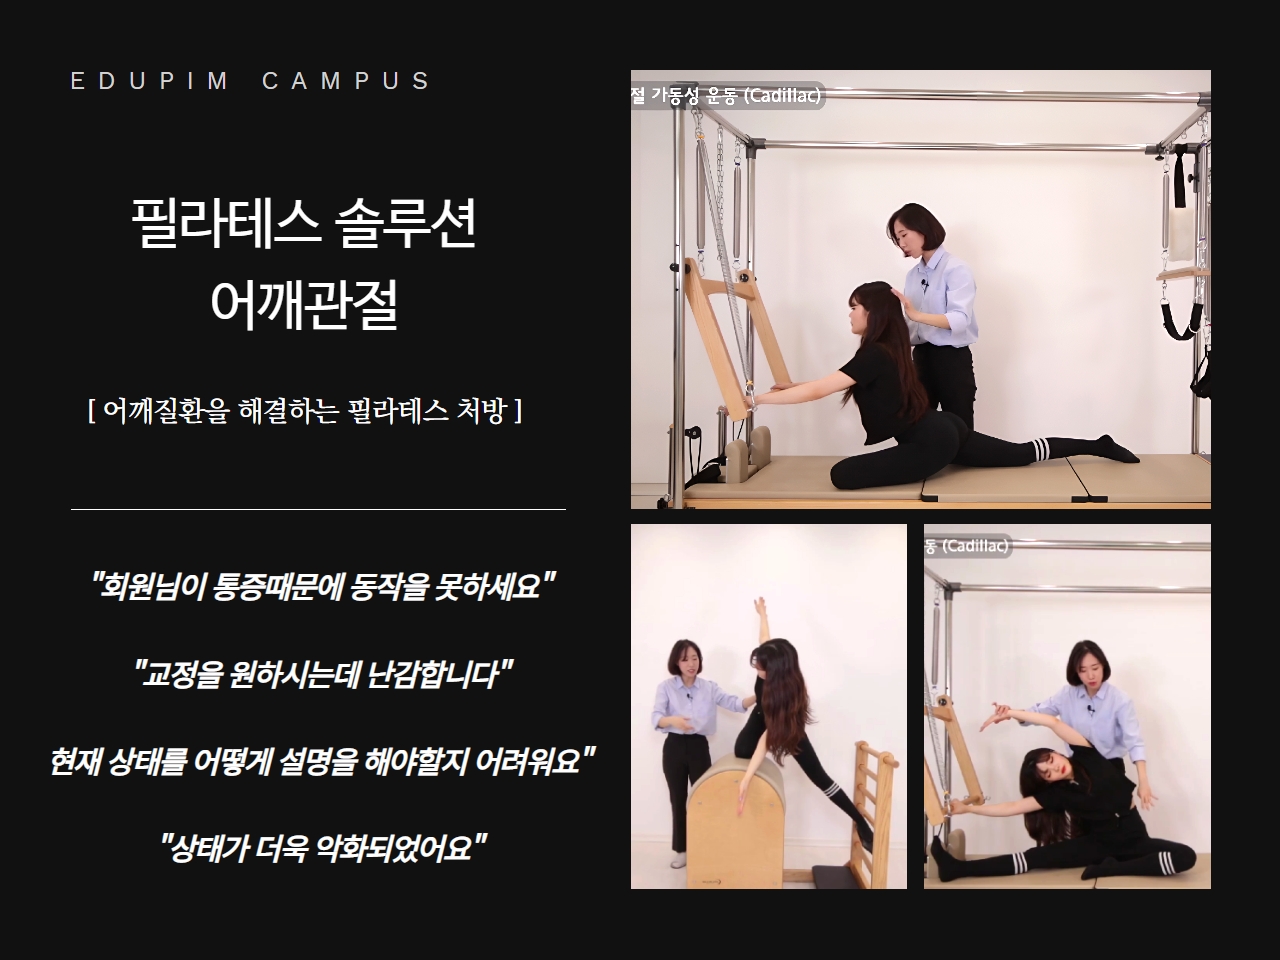 EDUPIM CAMPUS
필라테스 솔루션
어깨관절
[ 어깨질환을 해결하는 필라테스 처방 ]
"회원님이 통증때문에 동작을 못하세요"
"교정을 원하시는데 난감합니다"
현재 상태를 어떻게 설명을 해야할지 어려워요"
"상태가 더욱 악화되었어요"
절 가동성 운동 (Cadillac)
동 (Cadillac)